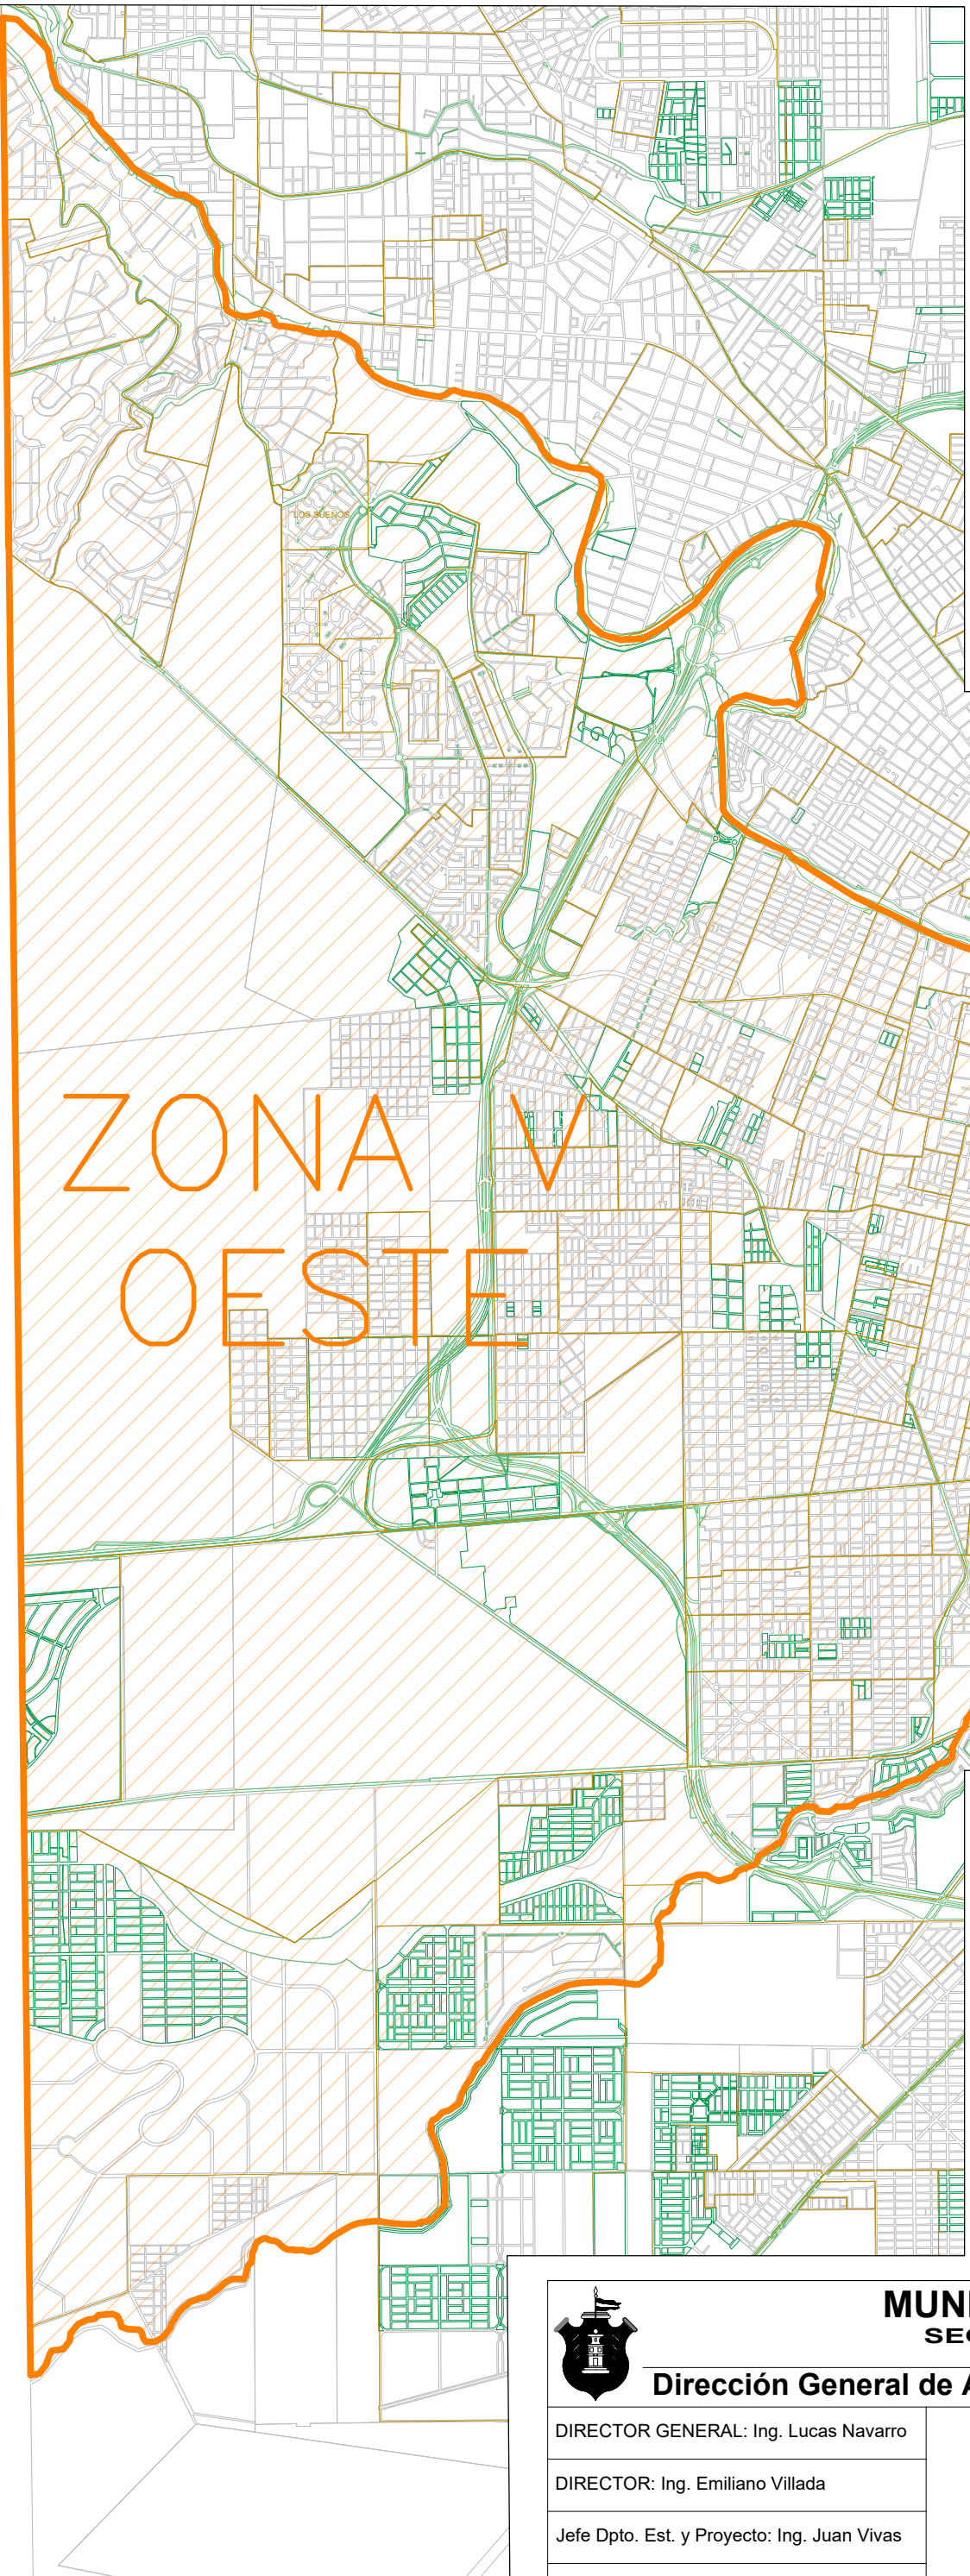 LOS SUEÑOS
ZONA V
OESTE
MUNI
SEC
Dirección General de A
DIRECTOR GENERAL: Ing. Lucas Navarro
DIRECTOR: Ing. Emiliano Villada
Jefe Dpto. Est. y Proyecto: Ing. Juan Vivas